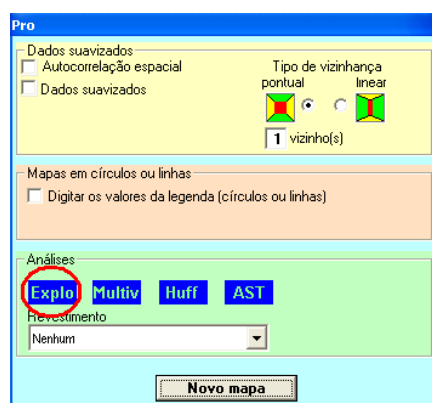 Pro
Dados suavizados
Autocorrelação espacial
Tipo de vizinhança
Dados suavizados
pontual linear
1 vizinho(s)
Mapas em círculos ou linhas
Digitar os valores da legenda (círculos ou linhas)
Análises
Explo Multiv Huff AST
Revestimento
Nenhum
Novo mapa